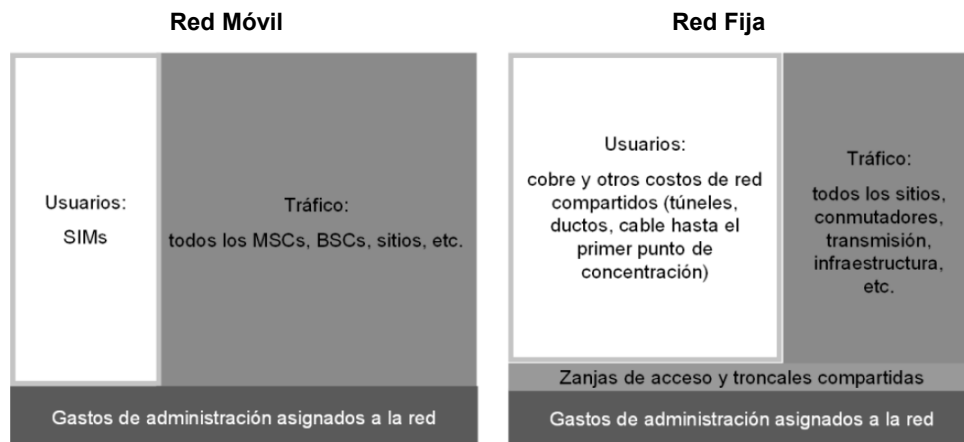 Red Móvil
Usuarios:
SIMs
Tráfico:
todos los MSCs, BSCs, sitios, etc.
Gastos de administración asignados a la red
Red Fija
Usuarios:
cobre y otros costos de red
compartidos (túneles,
ductos, cable hasta el
primer punto de
concentración)
Tráfico:
todos los sitios,
conmutadores,
transmisión,
infraestructura,
etc.
Zanjas de acceso y troncales compartidas
Gastos de administración asignados a la red